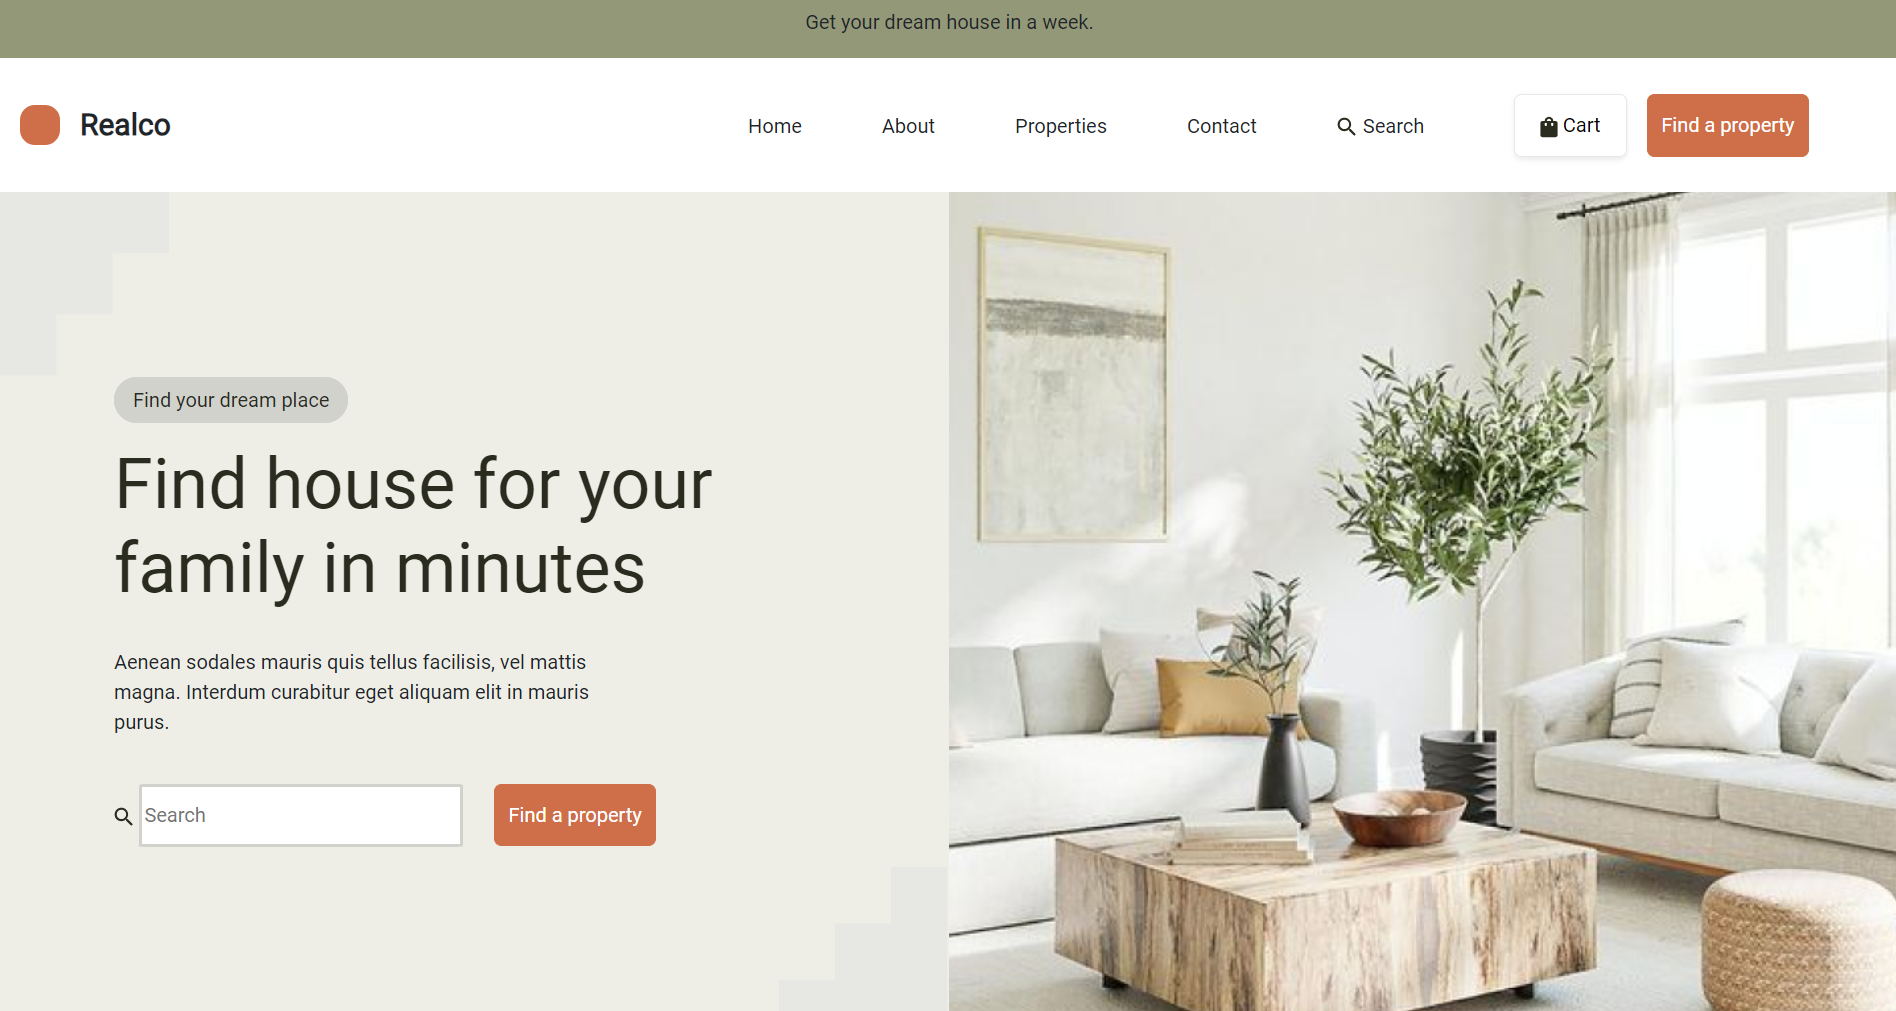 Get your dream house in a week.
Realco
Home
About
Properties
Contact
Search
Cart
Find a property
Find your dream place
Find house for your
family in minutes
Aenean sodales mauris quis tellus facilisis, vel mattis
magna. Interdum curabitur eget aliquam elit in mauris
purus.
Search
Find a property